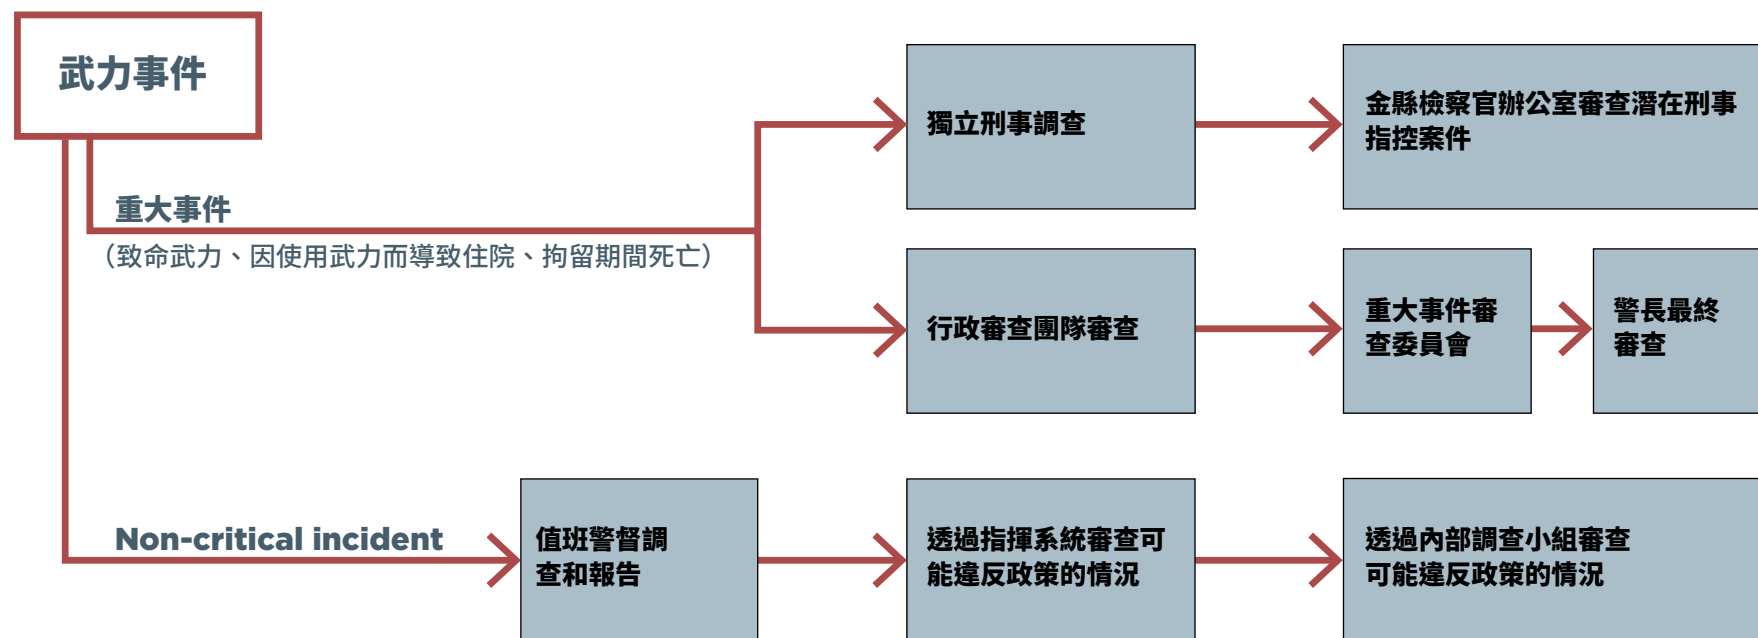 武力事件
重大事件
（致命武力、因使用武力而導致住院、拘留期間死亡）
獨立刑事調查
金縣檢察官辦公室審查潛在刑事
指控案件
行政審查團隊審查
重大事件審
查委員會
警長最終
審查
Non-critical incident
值班警督調
查和報告
透過指揮系統審查可
能違反政策的情況
透過內部調查小組審查
可能違反政策的情況